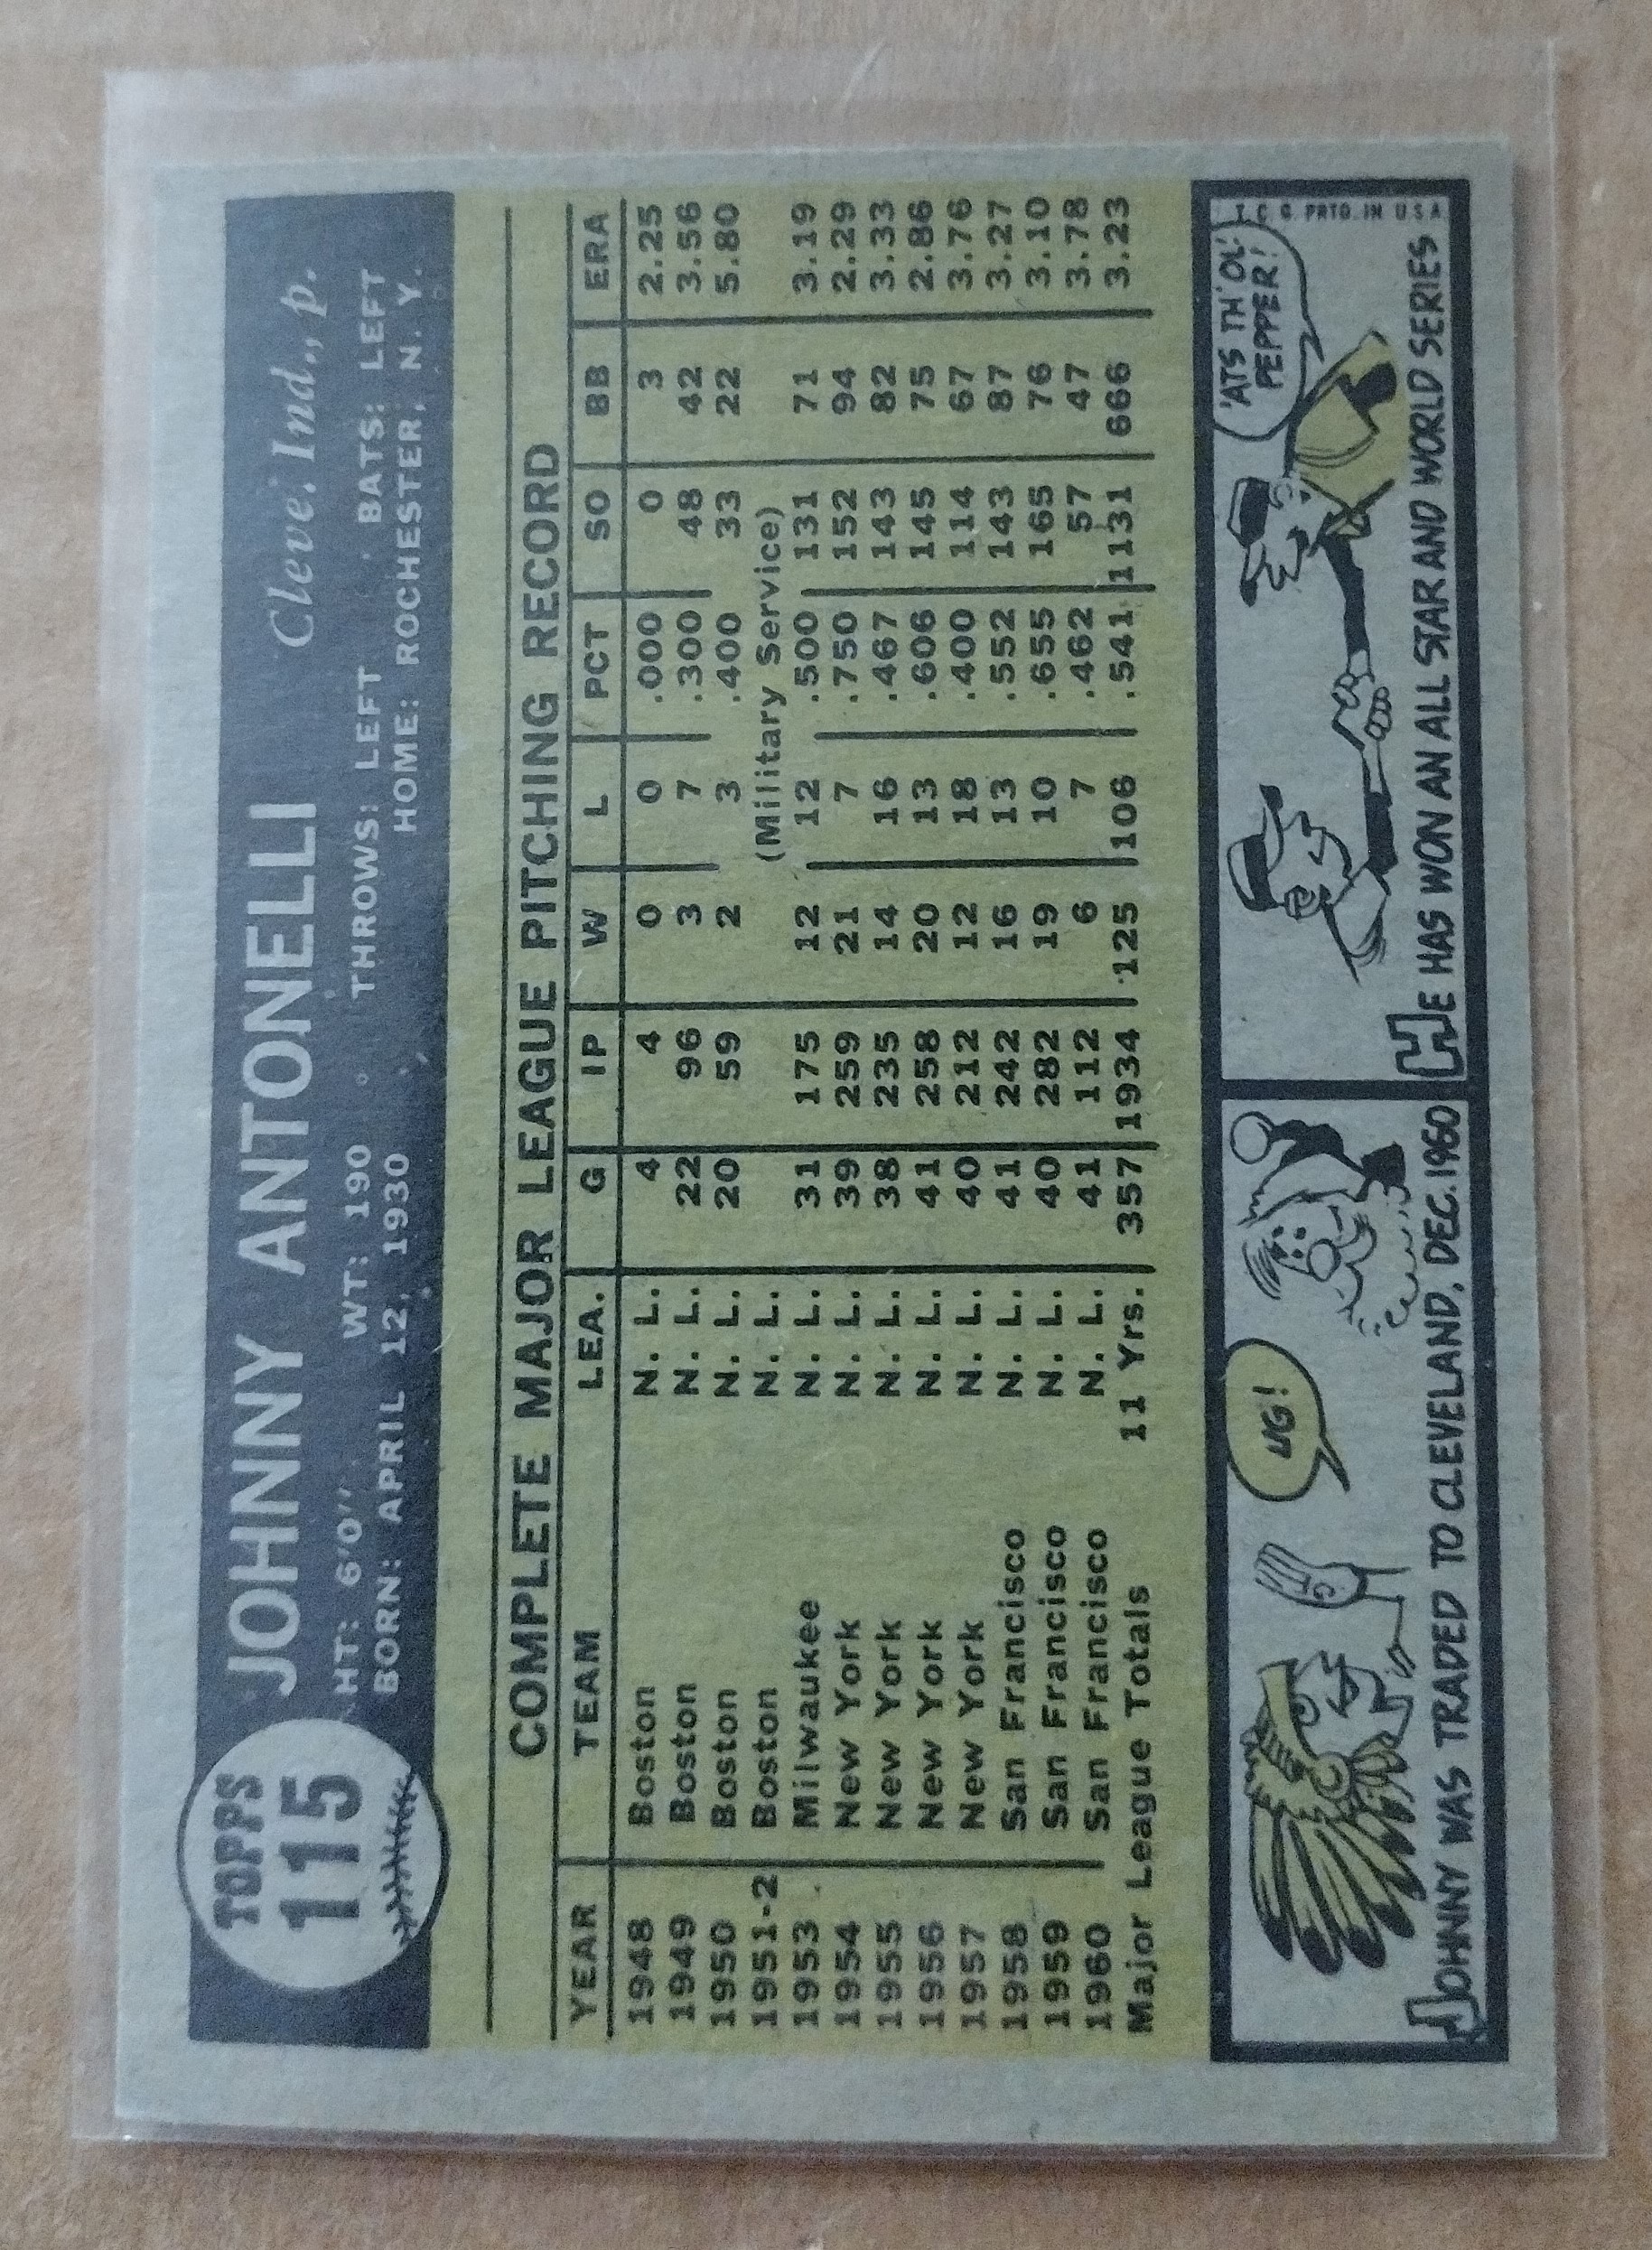 TOPPS
115
JOHNNY ANTONELLI Cleve. Ind., p.
HT: 6'0'' WT: 190 THROWS: LEFT BATS: LEFT
BORN: APRIL 12, 1930 HOME: ROCHESTER, N. Y.
COMPLETE MAJOR LEAGUE PITCHING RECORD
YEAR TEAM LEA. G IP W L PCT SO BB ERA
1948 Boston N. L. 4 4 0 0 .000 0 3 2.25
1949 Boston N. L. 22 96 3 7 .300 48 42 3.56
1950 Boston N. L. 20 59 2 3 .400 33 22 5.80
1951-2 Boston N. L. (Military Service)
1953 Milwaukee N. L. 31 175 12 12 .500 131 71 3.19
1954 New York N. L. 39 259 21 7 .750 152 94 2.29
1955 New York N. L. 38 235 14 16 .467 143 82 3.33
1956 New York N. L. 41 258 20 13 .606 145 75 2.86
1957 New York N. L. 40 212 12 18 .400 114 67 3.76
1958 San Francisco N. L. 41 242 16 13 .552 143 87 3.27
1959 San Francisco N. L. 40 282 19 10 .655 165 76 3.10
1960 San Francisco N. L. 41 112 6 7 .462 57 47 3.78
Major League Totals 11 Yrs. 357 1934 125 106 .541 1131 666 3.23
UG!
JOHNNY WAS TRADED TO CLEVELAND, DEC. 1960
'ATS TH' OL'
PEPPER!
HE HAS WON AN ALL STAR AND WORLD SERIES
T. C. G. PRTD. IN U S A